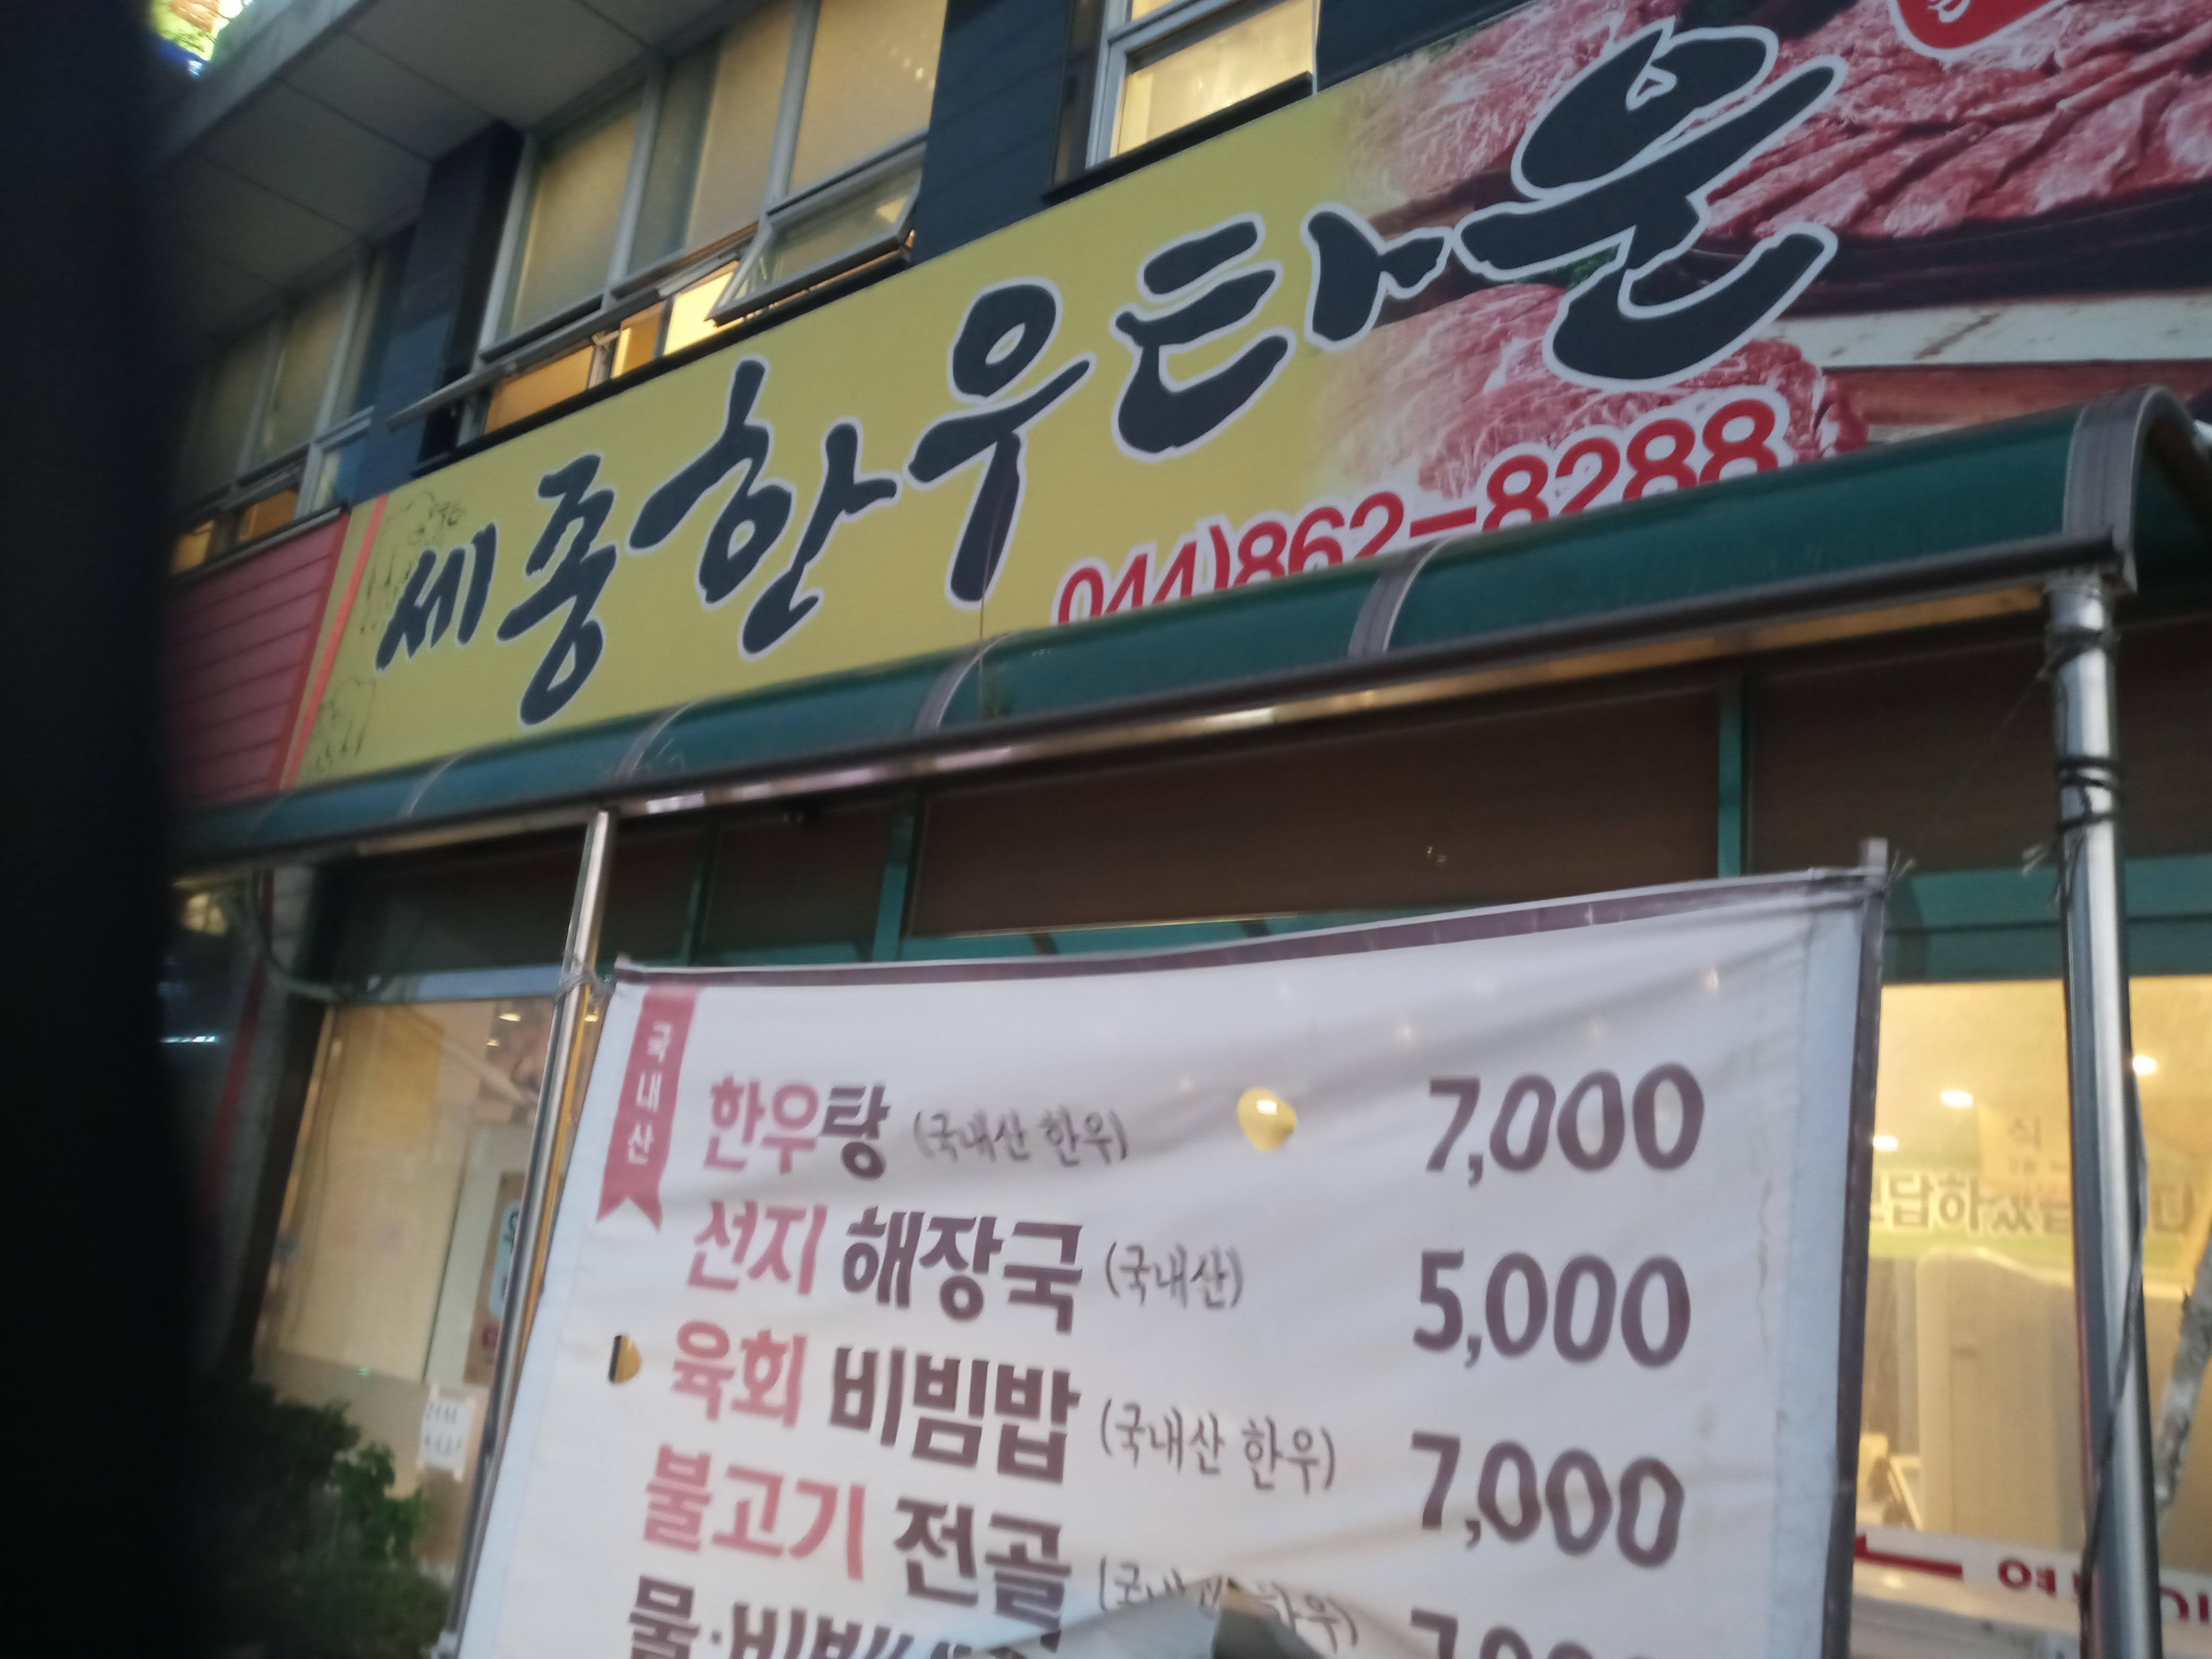 세종한우타운
044)862-8288
국내산
한우탕 (국내산 한우) 7,000
선지 해장국 (국내산) 5,000
육회 비빔밥 (국내산 한우) 7,000
불고기 전골